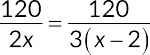 120/2x = 120/3(x − 2)